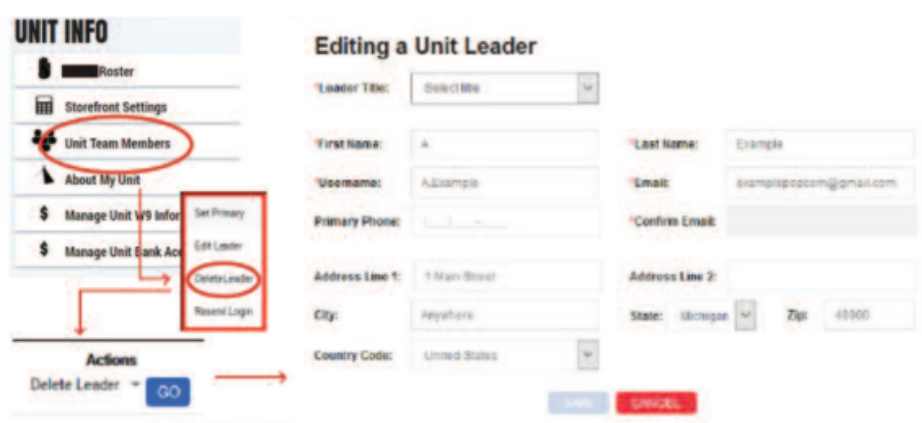 UNIT INFO
Roster
Storefront Settings
Unit Team Members
About My Unit
$ Manage Unit W9 Infor
$ Manage Unit Bank Acc
Set Primary
Edit Leader
Delete Leader
Resend Login
Actions
Delete Leader GO
Editing a Unit Leader
*Leader Title: Select title
*First Name: A *Last Name: Example
*Username: A.Example *Email: examplepopcorn@gmail.com
Primary Phone: (___) ___-____ *Confirm Email:
Address Line 1: 1 Main Street Address Line 2:
City: Anywhere State: Michigan Zip: 48000
Country Code: United States
SAVE CANCEL